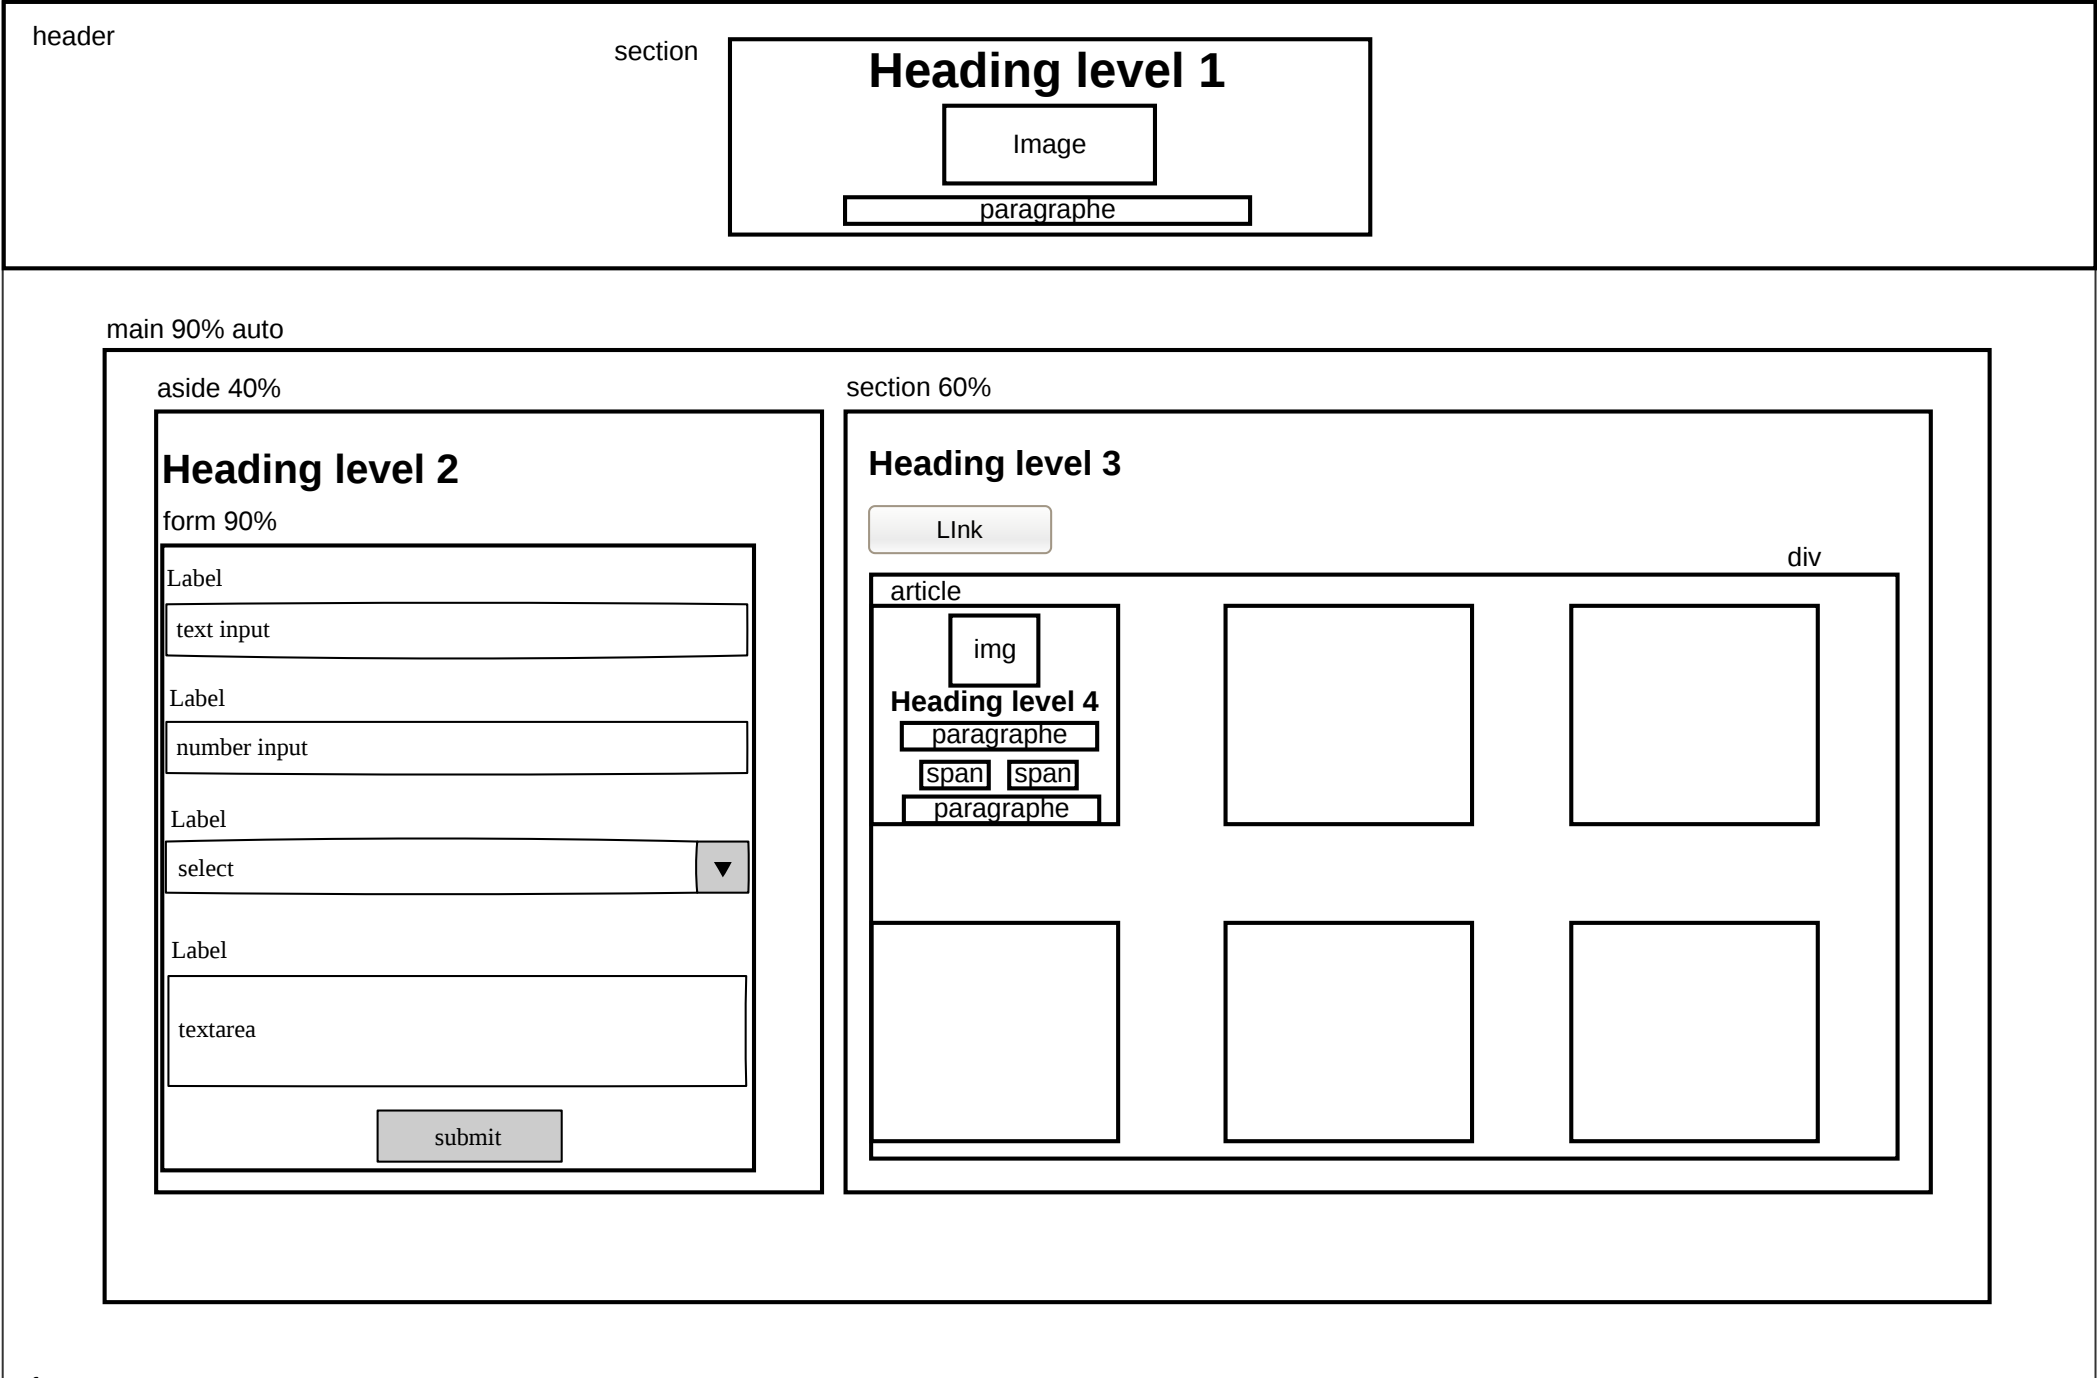 header
section
Heading level 1
Image
paragraphe
main 90% auto
aside 40%
Heading level 2
form 90%
Label
text input
Label
number input
Label
select
Label
textarea
submit
section 60%
Heading level 3
LInk
div
article
img
Heading level 4
paragraphe
span span
paragraphe